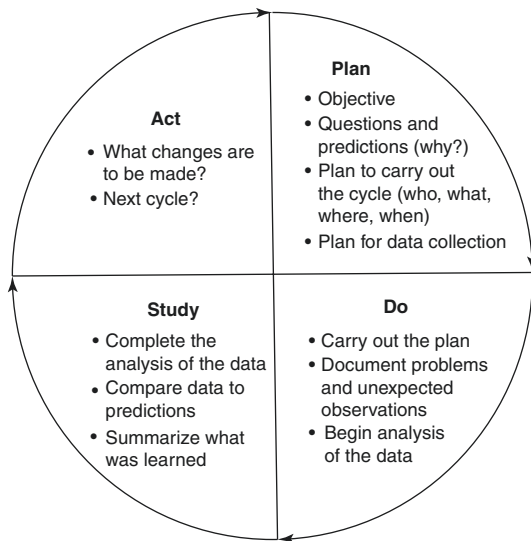 Plan
• Objective
• Questions and
predictions (why?)
• Plan to carry out
the cycle (who, what,
where, when)
• Plan for data collection
Do
• Carry out the plan
• Document problems
and unexpected
observations
• Begin analysis
of the data
Study
• Complete the
analysis of the data
• Compare data to
predictions
• Summarize what
was learned
Act
• What changes are
to be made?
• Next cycle?